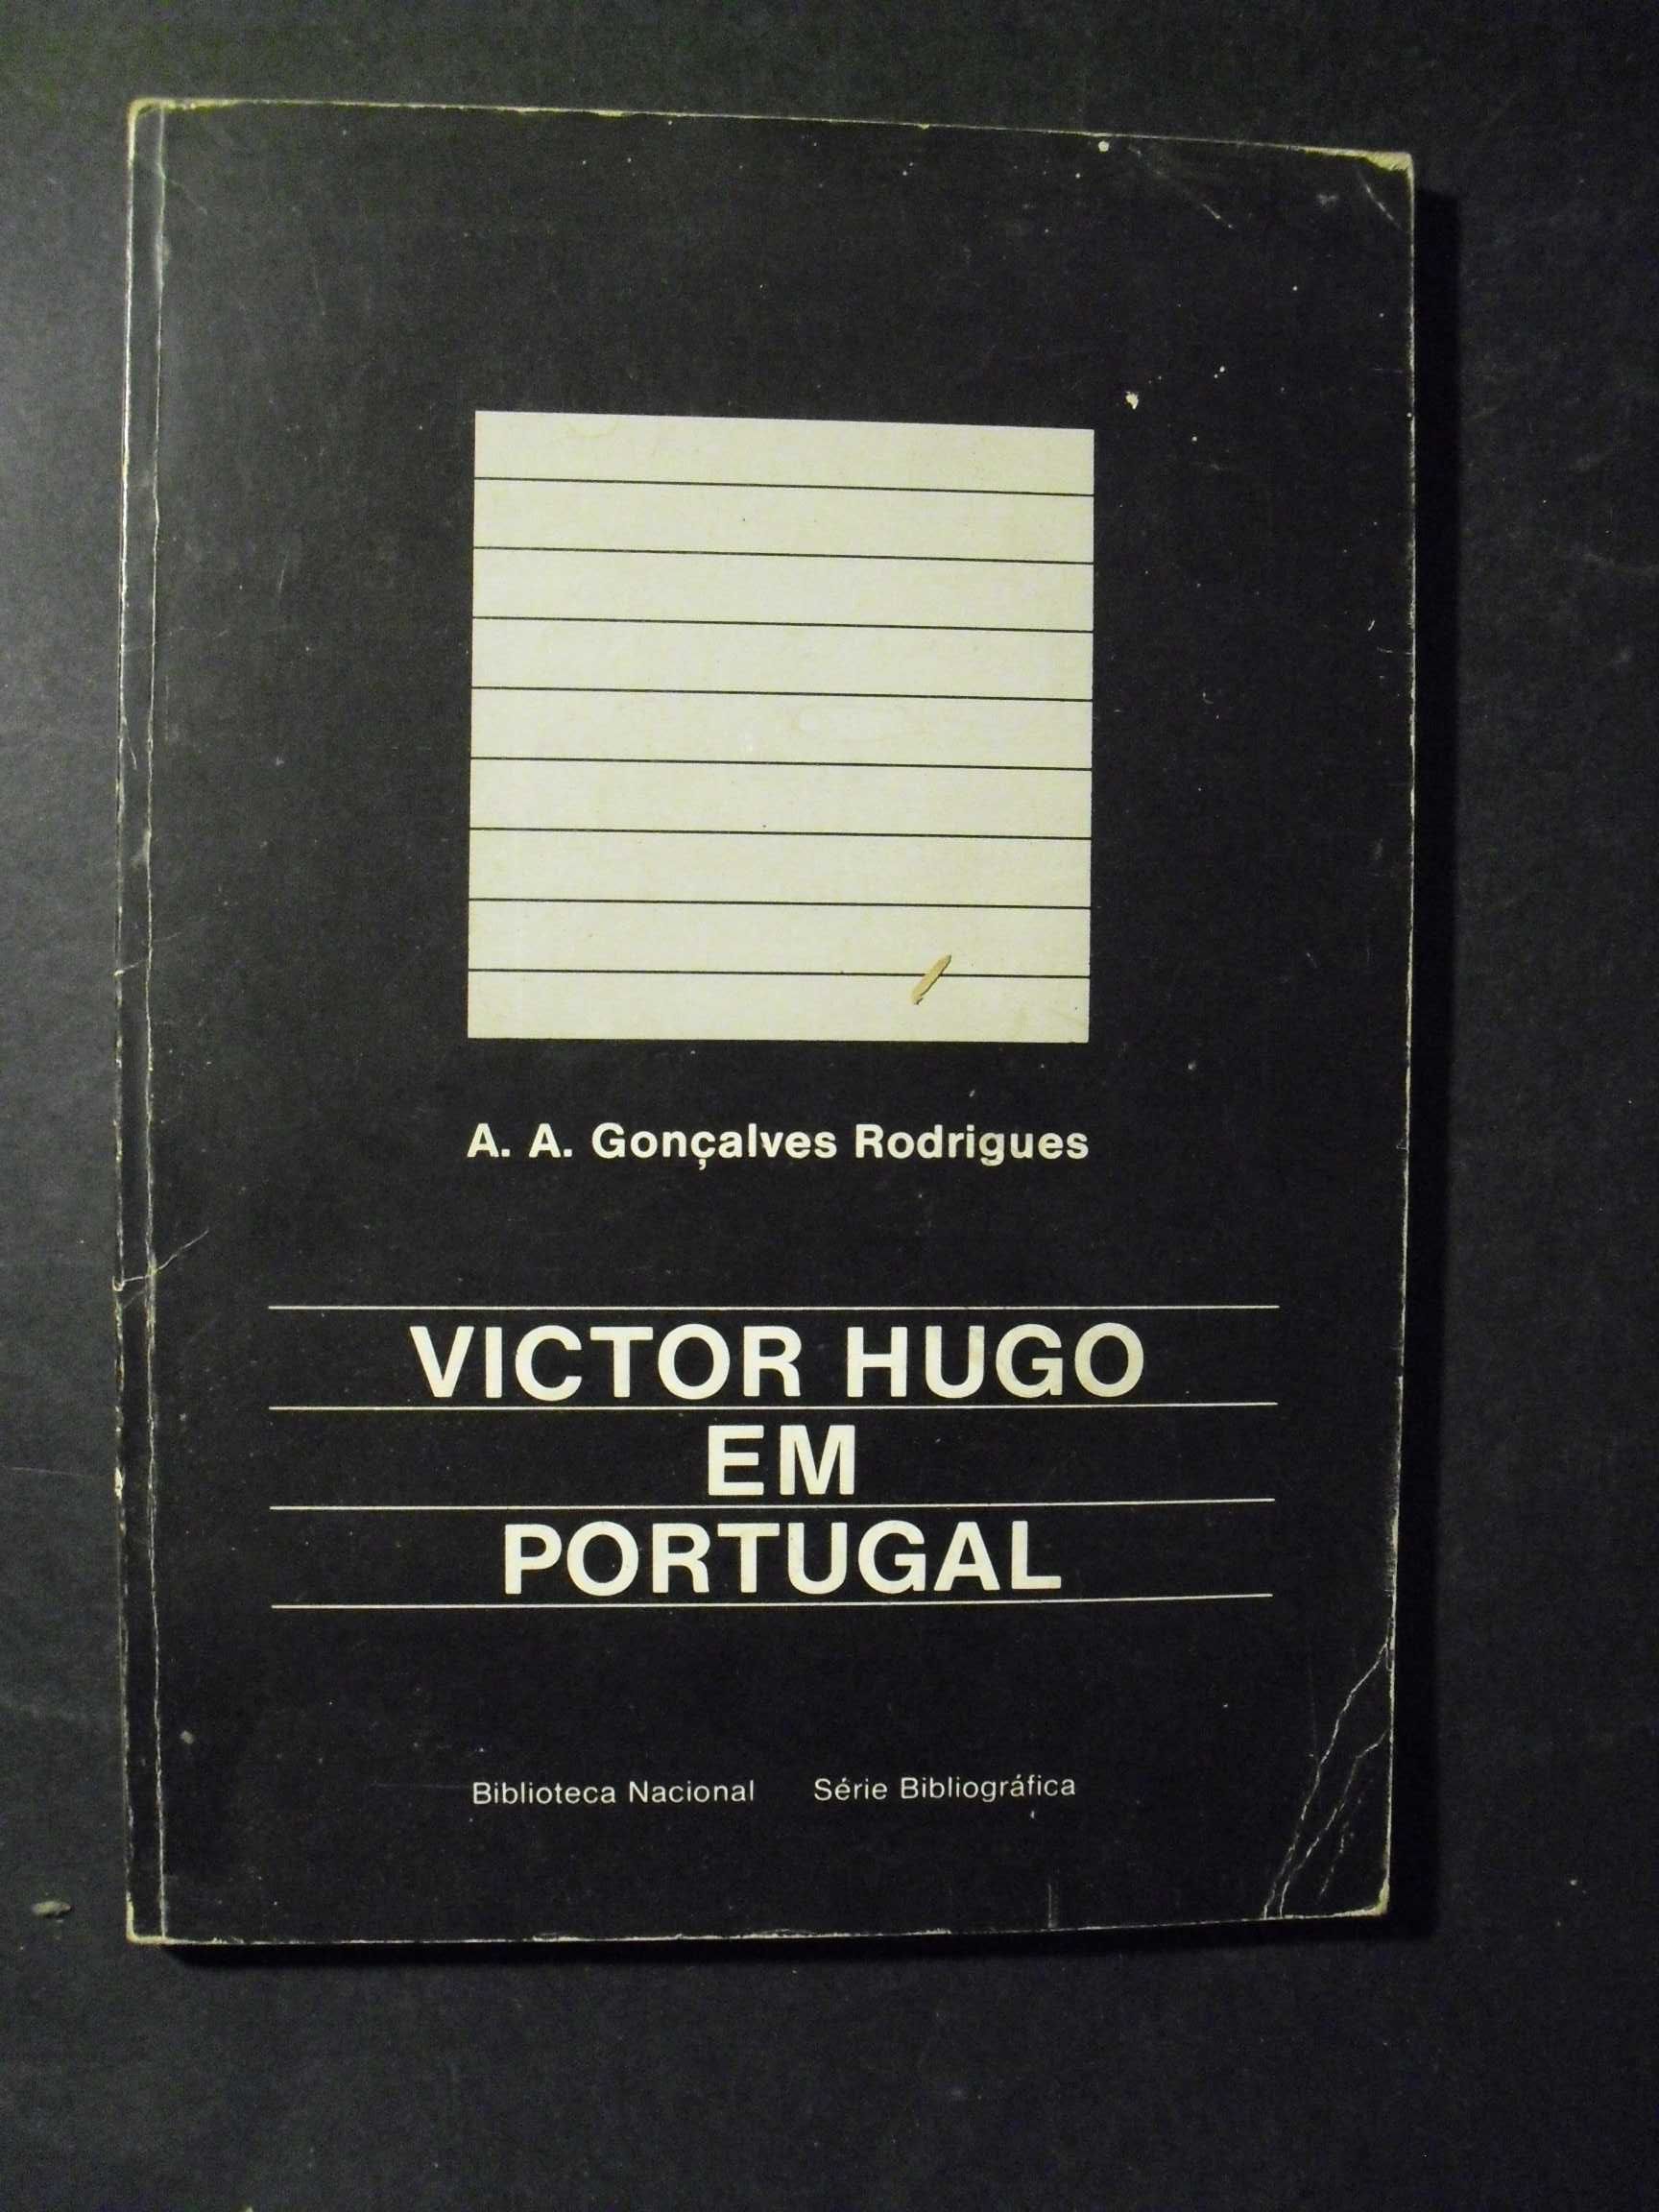 A. A. Gonçalves Rodrigues
VICTOR HUGO
EM
PORTUGAL
Biblioteca Nacional Série Bibliográfica